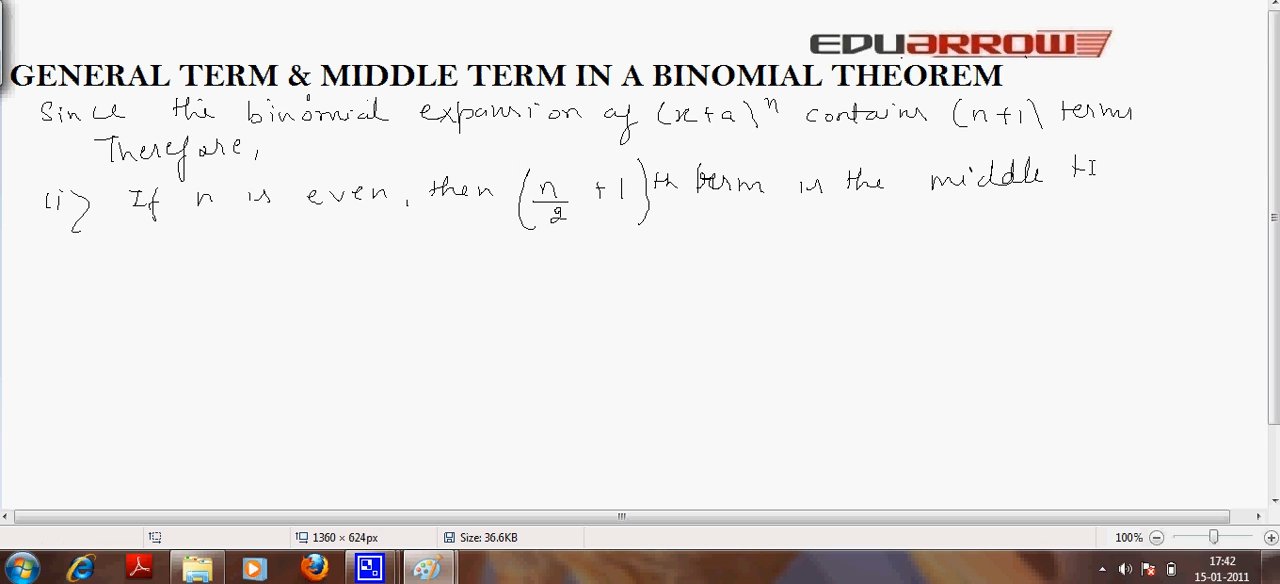 EDUARROW
GENERAL TERM & MIDDLE TERM IN A BINOMIAL THEOREM
Since the binomial expansion of (x+a)^n contains (n+1) terms
Therefore,
(i) If n is even, then (n/2 + 1)^th term is the middle t
1360 × 624px
Size: 36.6KB
100%
17:42
15-01-2011